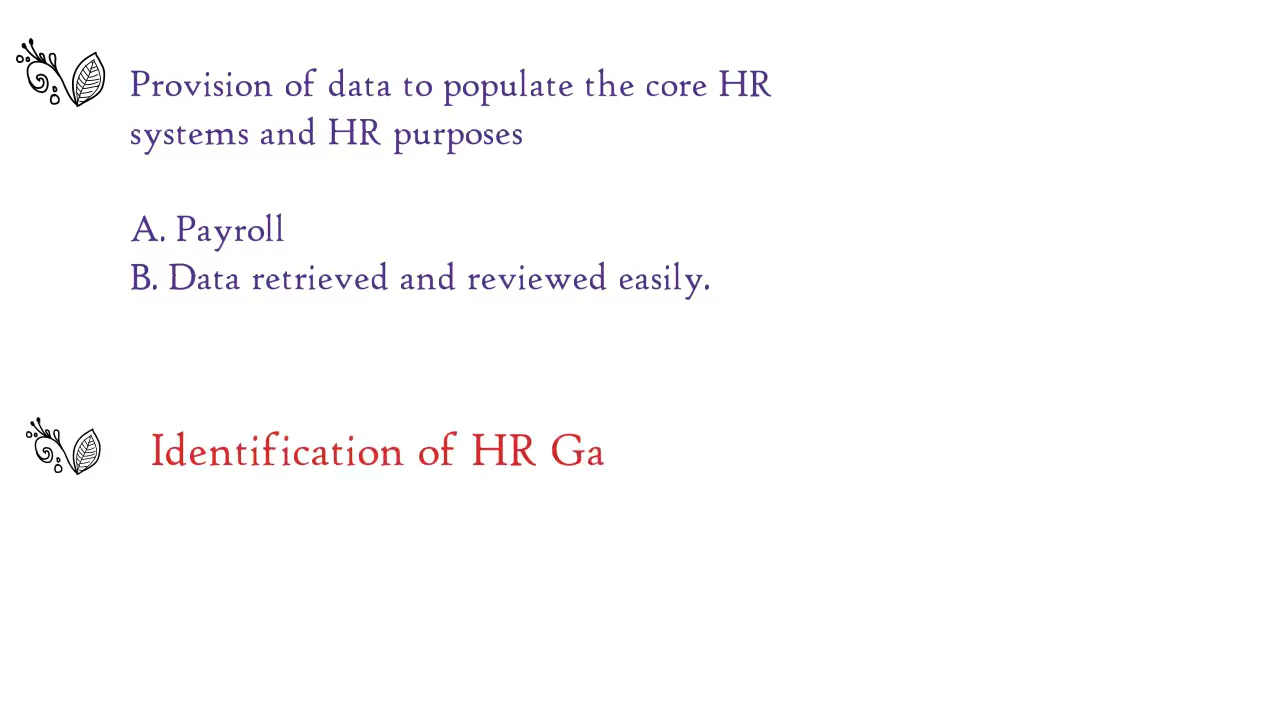 Provision of data to populate the core HR
systems and HR purposes
A. Payroll
B. Data retrieved and reviewed easily.
Identification of HR Ga